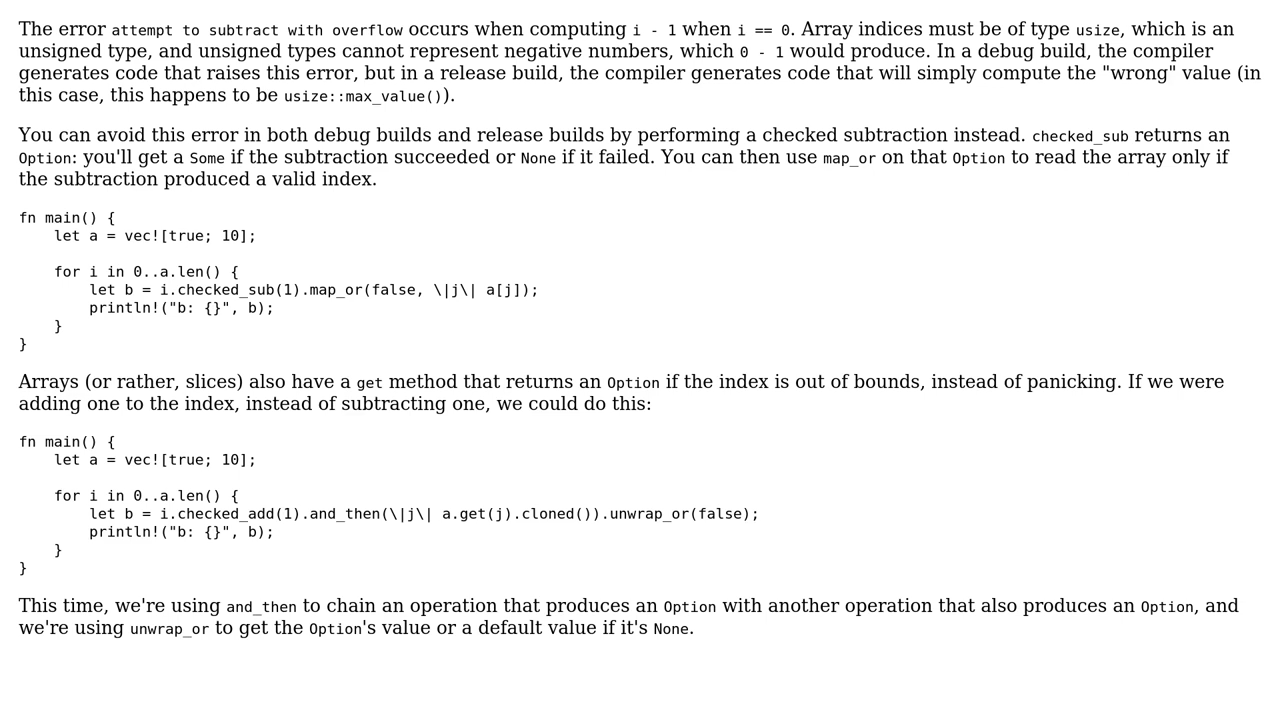 The error attempt to subtract with overflow occurs when computing i - 1 when i == 0. Array indices must be of type usize, which is an
unsigned type, and unsigned types cannot represent negative numbers, which 0 - 1 would produce. In a debug build, the compiler
generates code that raises this error, but in a release build, the compiler generates code that will simply compute the "wrong" value (in
this case, this happens to be usize::max_value()).
You can avoid this error in both debug builds and release builds by performing a checked subtraction instead. checked_sub returns an
Option: you'll get a Some if the subtraction succeeded or None if it failed. You can then use map_or on that Option to read the array only if
the subtraction produced a valid index.
fn main() {
    let a = vec![true; 10];
    for i in 0..a.len() {
        let b = i.checked_sub(1).map_or(false, \|j\| a[j]);
        println!("b: {}", b);
    }
}
Arrays (or rather, slices) also have a get method that returns an Option if the index is out of bounds, instead of panicking. If we were
adding one to the index, instead of subtracting one, we could do this:
fn main() {
    let a = vec![true; 10];
    for i in 0..a.len() {
        let b = i.checked_add(1).and_then(\|j\| a.get(j).cloned()).unwrap_or(false);
        println!("b: {}", b);
    }
}
This time, we're using and_then to chain an operation that produces an Option with another operation that also produces an Option, and
we're using unwrap_or to get the Option's value or a default value if it's None.